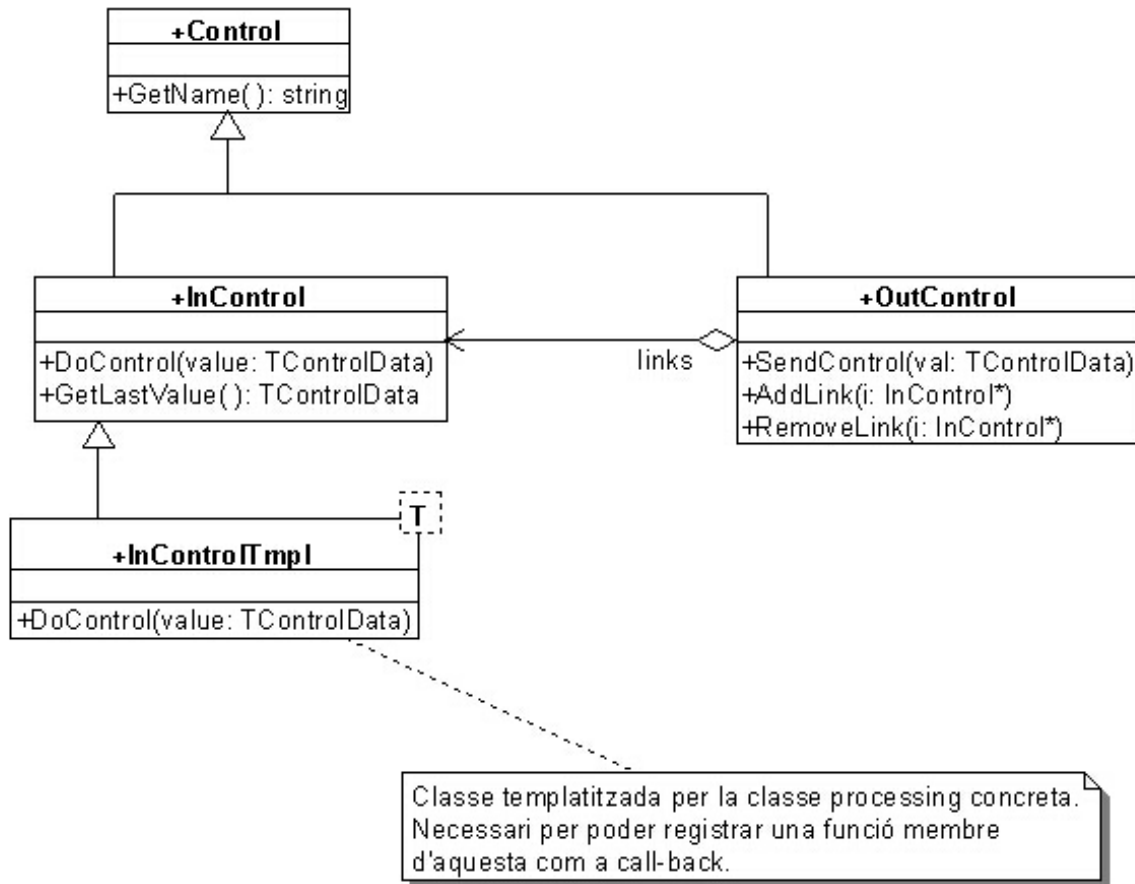 +Control
+GetName( ): string
+InControl
+DoControl(value: TControlData)
+GetLastValue( ): TControlData
links
+OutControl
+SendControl(val: TControlData)
+AddLink(i: InControl*)
+RemoveLink(i: InControl*)
T
+InControlTmpl
+DoControl(value: TControlData)
Classe templatitzada per la classe processing concreta.
Necessari per poder registrar una funció membre
d'aquesta com a call-back.